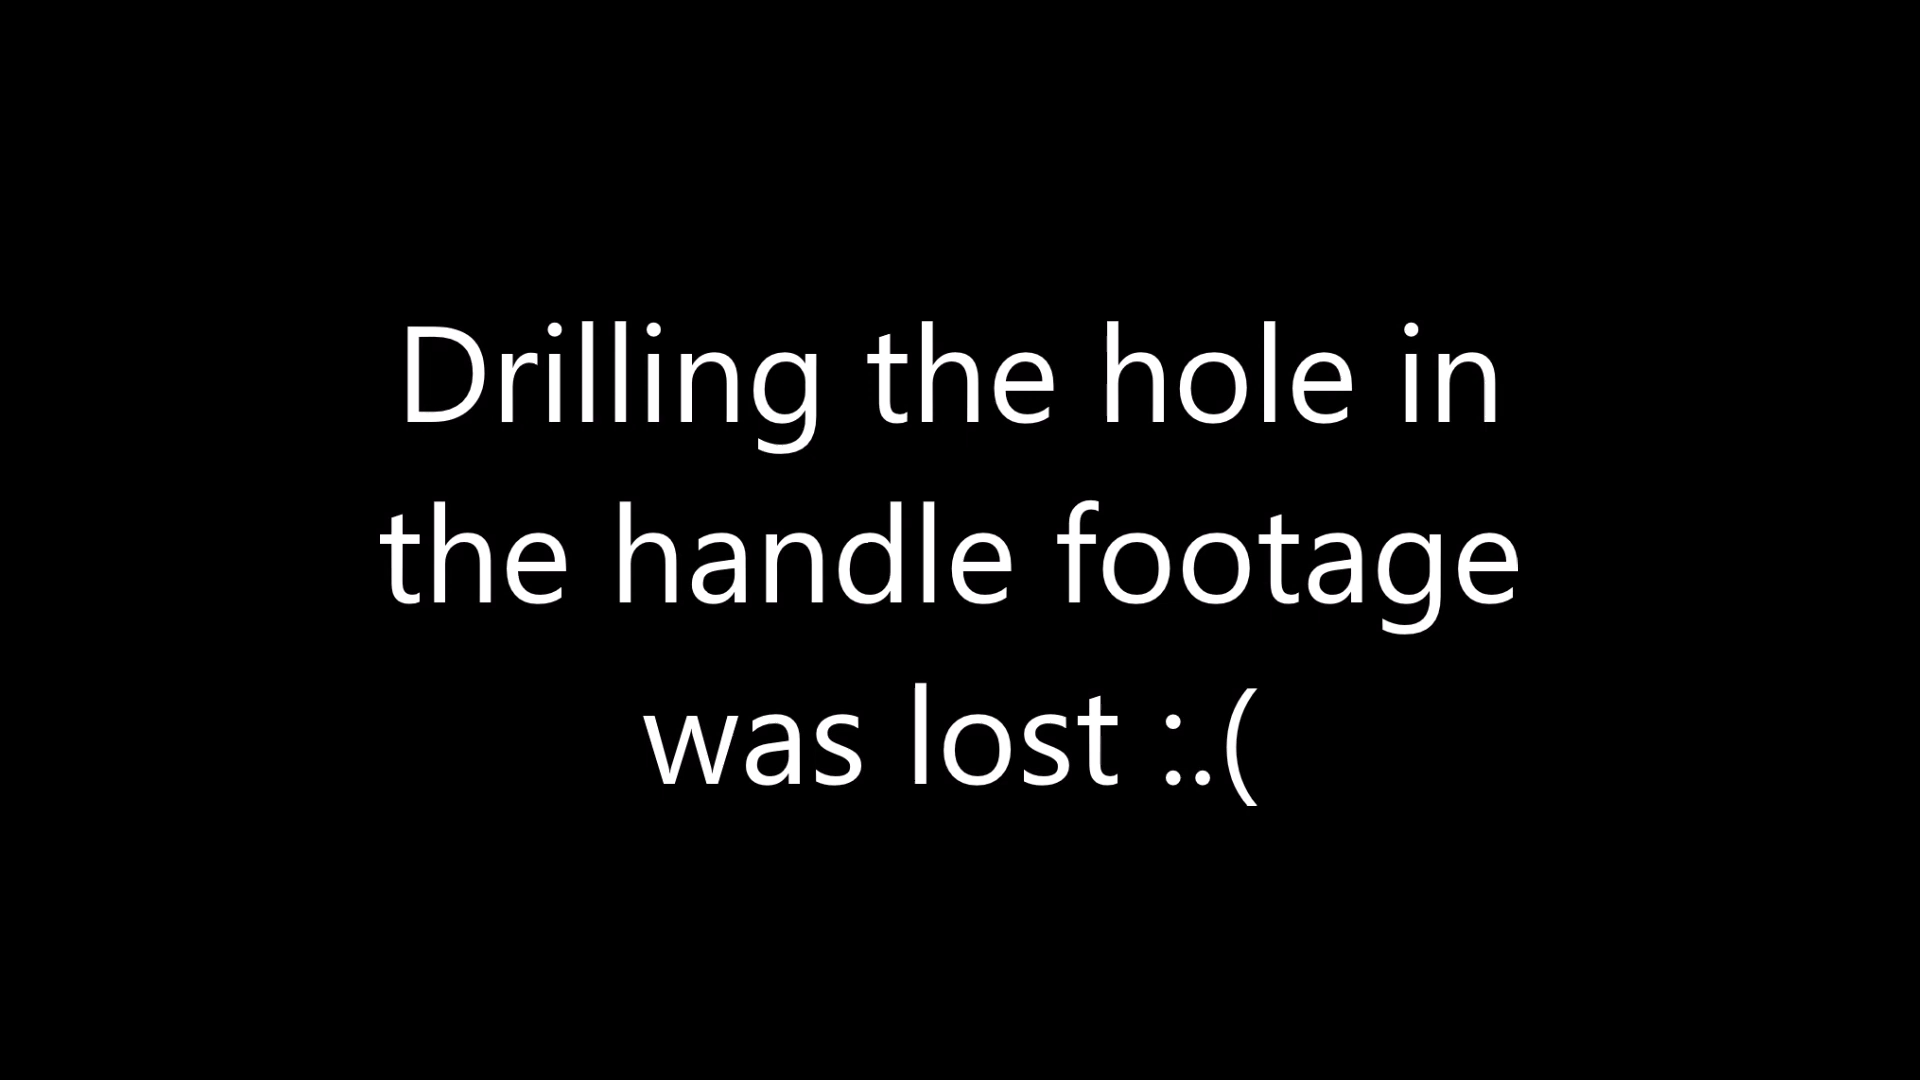 Drilling the hole in
the handle footage
was lost :.(